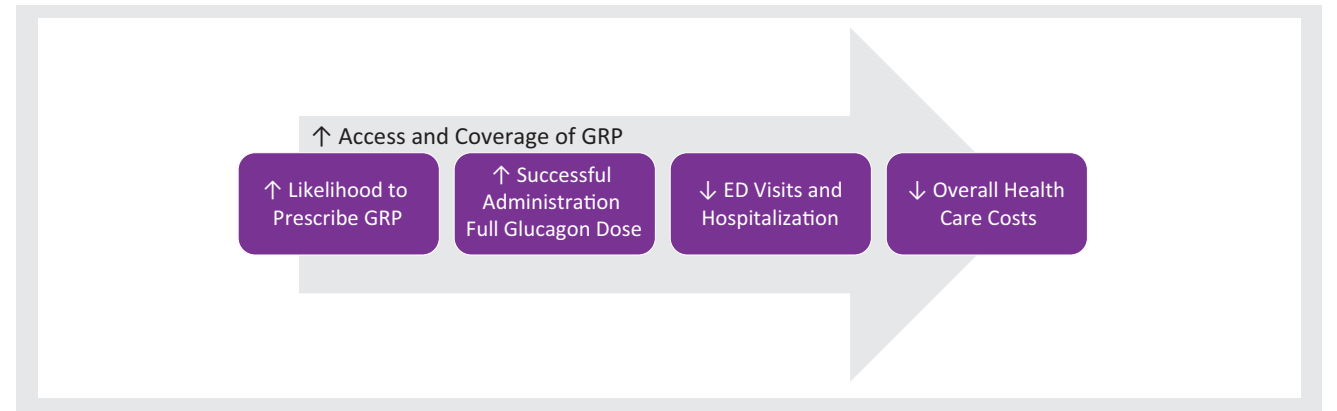 ↑ Access and Coverage of GRP
↑ Likelihood to
Prescribe GRP
↑ Successful
Administration
Full Glucagon Dose
↓ ED Visits and
Hospitalization
↓ Overall Health
Care Costs